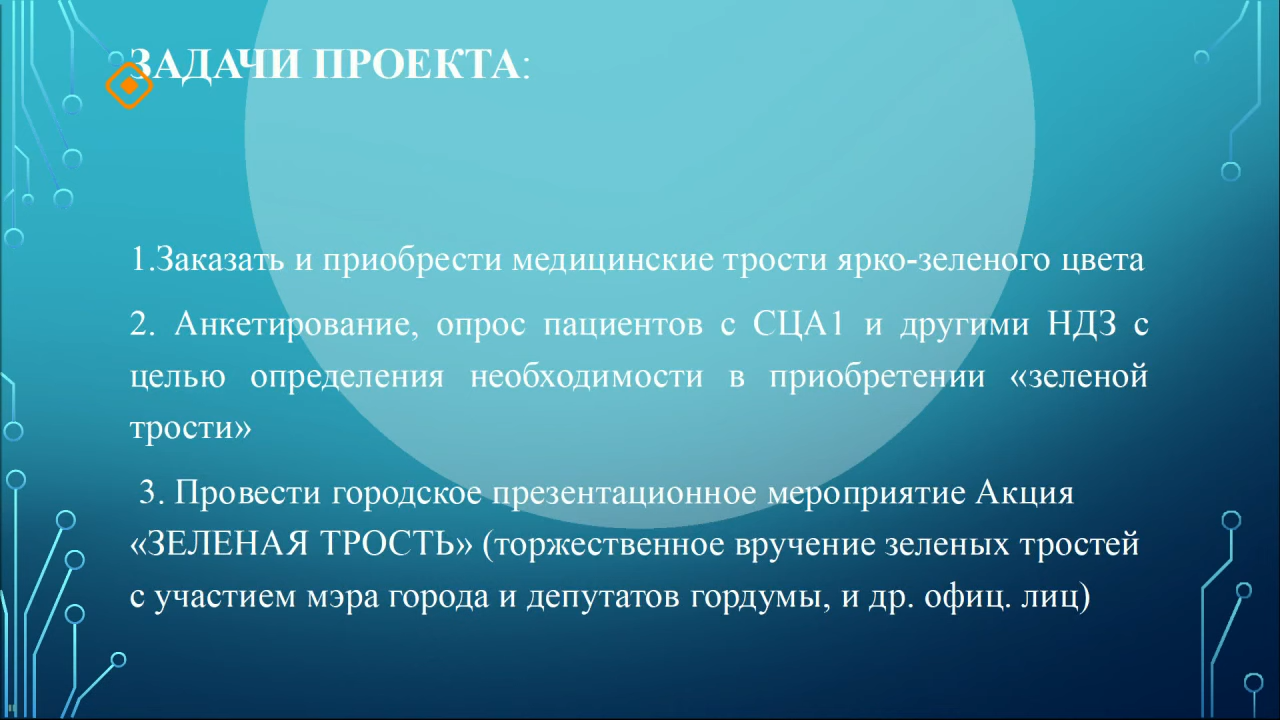 ЗАДАЧИ ПРОЕКТА:
1.Заказать и приобрести медицинские трости ярко-зеленого цвета
2. Анкетирование, опрос пациентов с СЦА1 и другими НДЗ с
целью определения необходимости в приобретении «зеленой
трости»
3. Провести городское презентационное мероприятие Акция
«ЗЕЛЕНАЯ ТРОСТЬ» (торжественное вручение зеленых тростей
с участием мэра города и депутатов гордумы, и др. офиц. лиц)